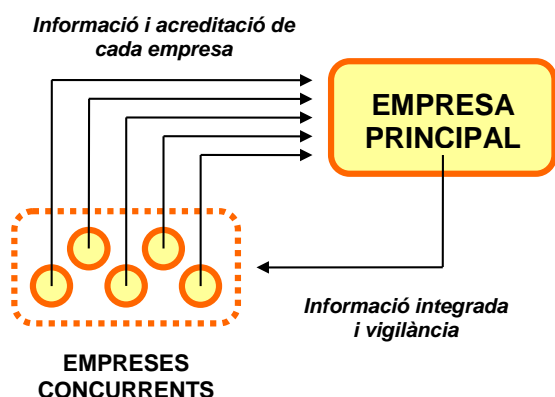 Informació i acreditació de
cada empresa
EMPRESA
PRINCIPAL
Informació integrada
i vigilància
EMPRESES
CONCURRENTS